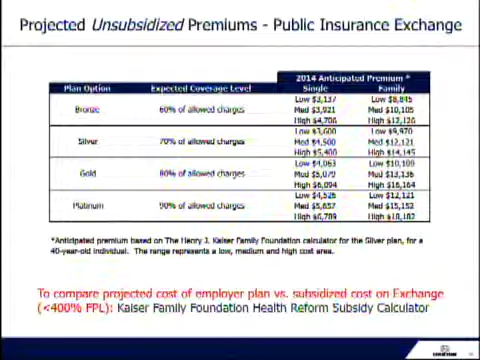 Projected Unsubsidized Premiums - Public Insurance Exchange
2014 Anticipated Premium *
Plan Option Expected Coverage Level Single Family
Bronze 60% of allowed charges
Low $3,137 Low $8,845
Med $3,921 Med $10,105
High $4,706 High $12,126
Silver 70% of allowed charges
Low $3,600 Low $9,970
Med $4,500 Med $12,121
High $5,400 High $14,145
Gold 80% of allowed charges
Low $4,063 Low $10,109
Med $5,079 Med $13,136
High $6,094 High $16,164
Platinum 90% of allowed charges
Low $4,526 Low $12,121
Med $5,657 Med $15,152
High $6,789 High $18,182
*Anticipated premium based on The Henry J. Kaiser Family Foundation calculator for the Silver plan, for a
40-year-old individual. The range represents a low, medium and high cost area.
To compare projected cost of employer plan vs. subsidized cost on Exchange
(<400% FPL): Kaiser Family Foundation Health Reform Subsidy Calculator